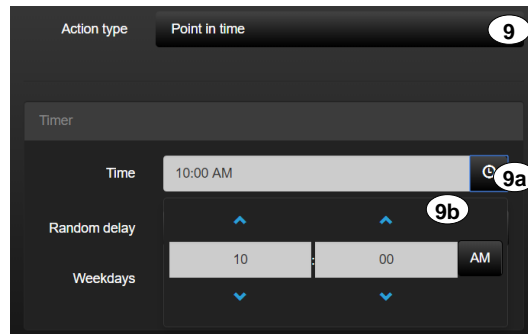 Action type Point in time 9
Timer
Time 10:00 AM 9a
9b
Random delay
10 : 00 AM
Weekdays